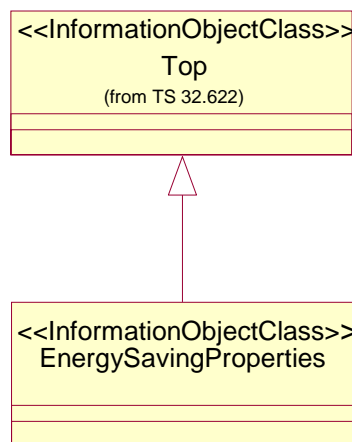 <<InformationObjectClass>>
Top
(from TS 32.622)
<<InformationObjectClass>>
EnergySavingProperties